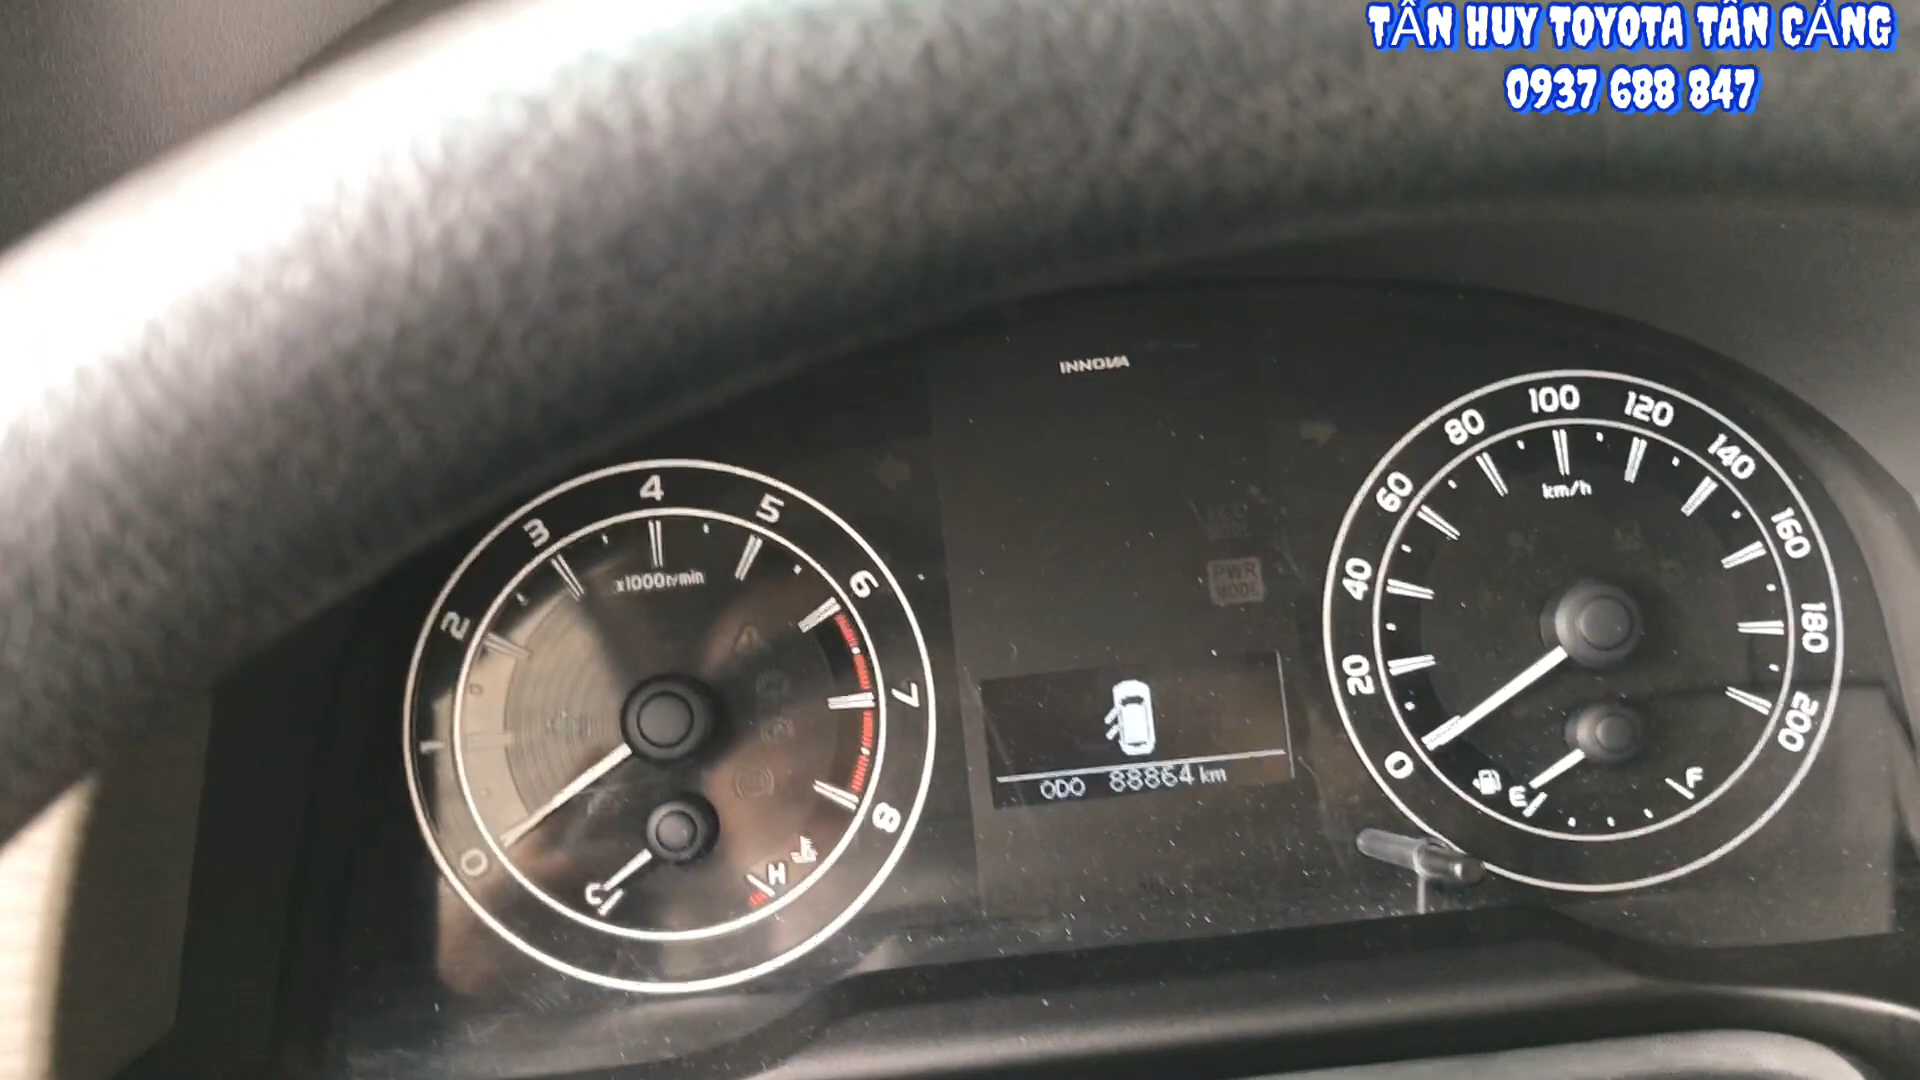 TẤN HUY TOYOTA TÂN CẢNG
0937 688 847
INNOVA
0
1
2
3
4
5
6
7
8
x1000r/min
C
H
PWR
MODE
ODO 88864 km
0
20
40
60
80
100
120
140
160
180
200
km/h
E
F